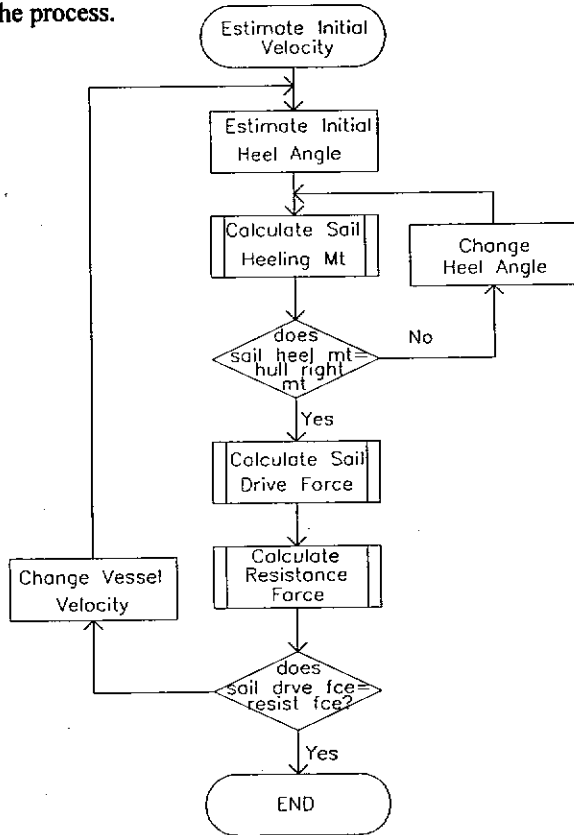 he process.
Estimate Initial
Velocity
Estimate Initial
Heel Angle
Calculate Sail
Heeling Mt
Change
Heel Angle
does
sail heel mt=
hull right
mt
No
Yes
Calculate Sail
Drive Force
Calculate
Resistance
Force
Change Vessel
Velocity
does
sail drve fce=
resist fce?
Yes
END